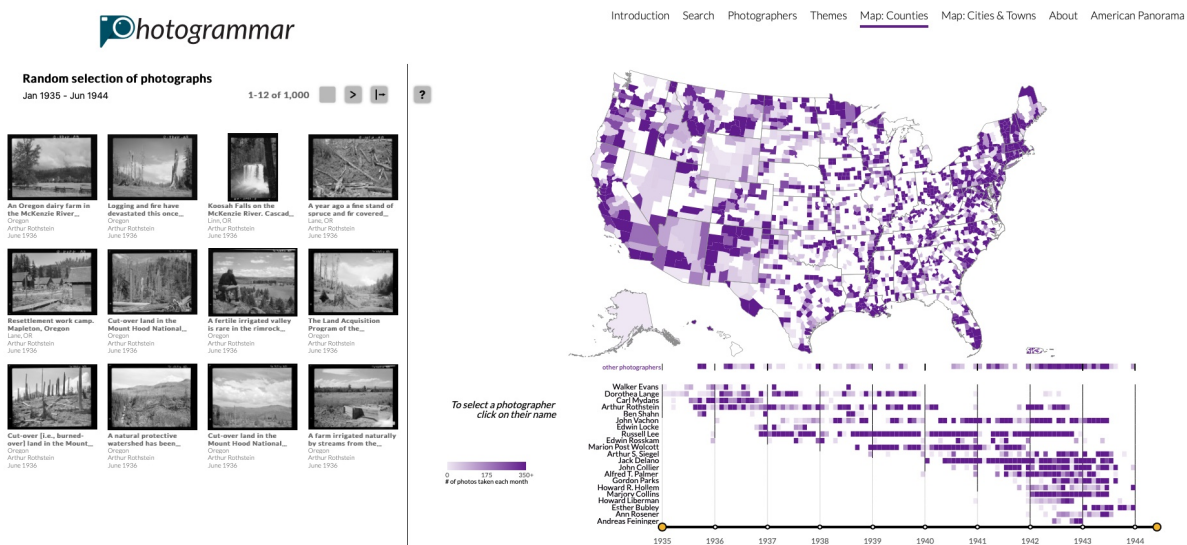 Photogrammar
Introduction Search Photographers Themes Map: Counties Map: Cities & Towns About American Panorama
Random selection of photographs
Jan 1935 - Jun 1944
1-12 of 1,000
>
?
An Oregon dairy farm in
the McKenzie River...
Oregon
Arthur Rothstein
June 1936
Logging and fire have
devastated this once...
Oregon
Arthur Rothstein
June 1936
Koosah Falls on the
McKenzie River. Cascad...
Linn, OR
Arthur Rothstein
June 1936
A year ago a fine stand of
spruce and fir covered...
Lane, OR
Arthur Rothstein
June 1936
Resettlement work camp.
Mapleton, Oregon
Lane, OR
Arthur Rothstein
June 1936
Cut-over land in the
Mount Hood National...
Oregon
Arthur Rothstein
June 1936
A fertile irrigated valley
is rare in the rimrock...
Oregon
Arthur Rothstein
June 1936
The Land Acquisition
Program of the...
Oregon
Arthur Rothstein
June 1936
Cut-over [i.e., burned-
over] land in the Mount...
Oregon
Arthur Rothstein
June 1936
A natural protective
watershed has been...
Oregon
Arthur Rothstein
June 1936
Cut-over land in the
Mount Hood National...
Oregon
Arthur Rothstein
June 1936
A farm irrigated naturally
by streams from the...
Oregon
Arthur Rothstein
June 1936
To select a photographer
click on their name
0 175 350+
# of photos taken each month
other photographers
Walker Evans
Dorothea Lange
Carl Mydans
Arthur Rothstein
Ben Shahn
John Vachon
Edwin Locke
Russell Lee
Edwin Rosskam
Marion Post Wolcott
Arthur S. Siegel
Jack Delano
John Collier
Alfred T. Palmer
Gordon Parks
Howard R. Hollem
Marjory Collins
Howard Liberman
Esther Bubley
Ann Rosener
Andreas Feininger
1935 1936 1937 1938 1939 1940 1941 1942 1943 1944